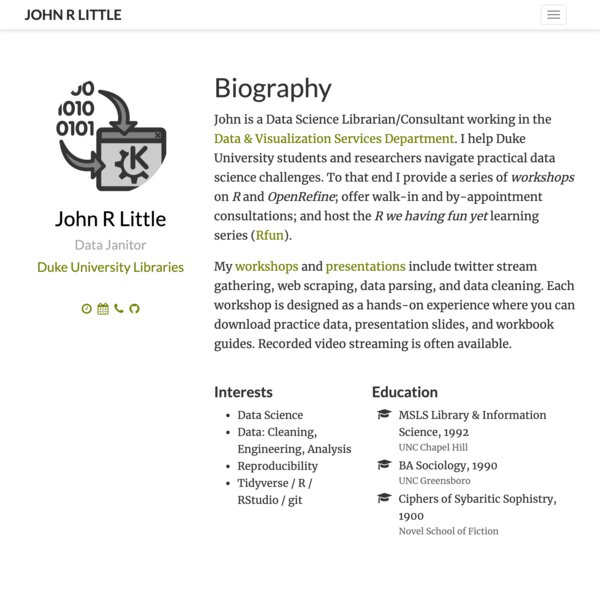 JOHN R LITTLE
JO
1010
0101
K
John R Little
Data Janitor
Duke University Libraries
Biography
John is a Data Science Librarian/Consultant working in the
Data & Visualization Services Department. I help Duke
University students and researchers navigate practical data
science challenges. To that end I provide a series of workshops
on R and OpenRefine; offer walk-in and by-appointment
consultations; and host the R we having fun yet learning
series (Rfun).
My workshops and presentations include twitter stream
gathering, web scraping, data parsing, and data cleaning. Each
workshop is designed as a hands-on experience where you can
download practice data, presentation slides, and workbook
guides. Recorded video streaming is often available.
Interests
• Data Science
• Data: Cleaning,
Engineering, Analysis
• Reproducibility
• Tidyverse / R /
RStudio / git
Education
MSLS Library & Information
Science, 1992
UNC Chapel Hill
BA Sociology, 1990
UNC Greensboro
Ciphers of Sybaritic Sophistry,
1900
Novel School of Fiction